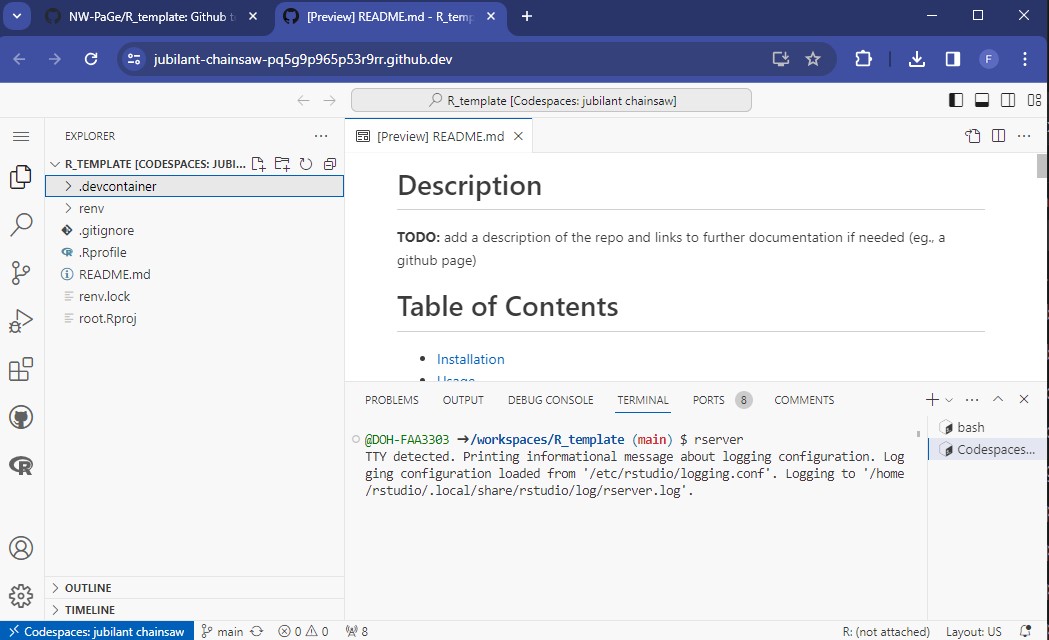 NW-PaGe/R_template: Github t
[Preview] README.md - R_temp
jubilant-chainsaw-pq5g9p965p53r9rr.github.dev
F
R_template [Codespaces: jubilant chainsaw]
EXPLORER
R_TEMPLATE [CODESPACES: JUBI...
.devcontainer
renv
.gitignore
.Rprofile
README.md
renv.lock
root.Rproj
OUTLINE
TIMELINE
[Preview] README.md
Description
TODO: add a description of the repo and links to further documentation if needed (eg., a
github page)
Table of Contents
Installation
Usage
PROBLEMS OUTPUT DEBUG CONSOLE TERMINAL PORTS 8 COMMENTS
@DOH-FAA3303 ➜/workspaces/R_template (main) $ rserver
TTY detected. Printing informational message about logging configuration. Log
ging configuration loaded from '/etc/rstudio/logging.conf'. Logging to '/home
/rstudio/.local/share/rstudio/log/rserver.log'.
bash
Codespaces...
Codespaces: jubilant chainsaw main 0 0 8 R: (not attached) Layout: US